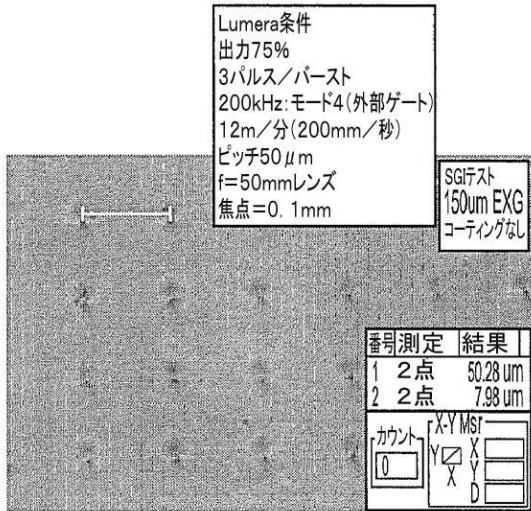 Lumera条件
出力75%
3パルス／バースト
200kHz:モード4(外部ゲート)
12m／分(200mm／秒)
ピッチ50μm
f=50mmレンズ
焦点=0.1mm
SGIテスト
150um EXG
コーティングなし
番号 測定 結果
1 2点 50.28 um
2 2点 7.98 um
カウント
0
X-Y Msr
Y X
X Y
D